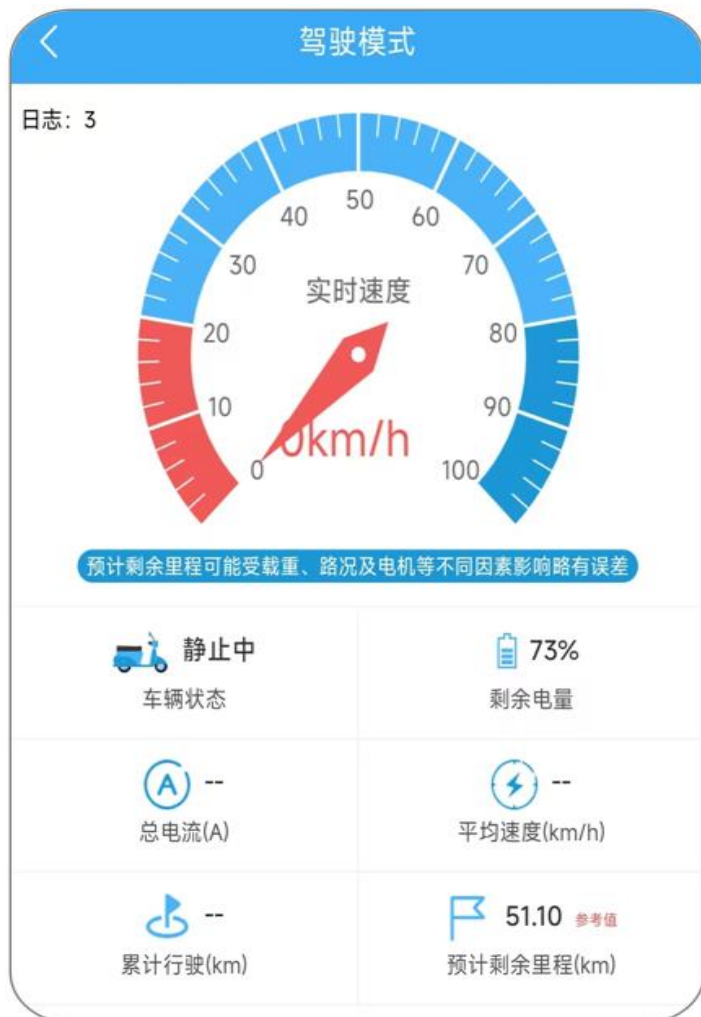 驾驶模式
日志：3
50
40
60
30
70
实时速度
20
80
10
90
0km/h
0
100
预计剩余里程可能受载重、路况及电机等不同因素影响略有误差
静止中
73%
车辆状态
剩余电量
A --
--
总电流(A)
平均速度(km/h)
--
51.10 参考值
累计行驶(km)
预计剩余里程(km)